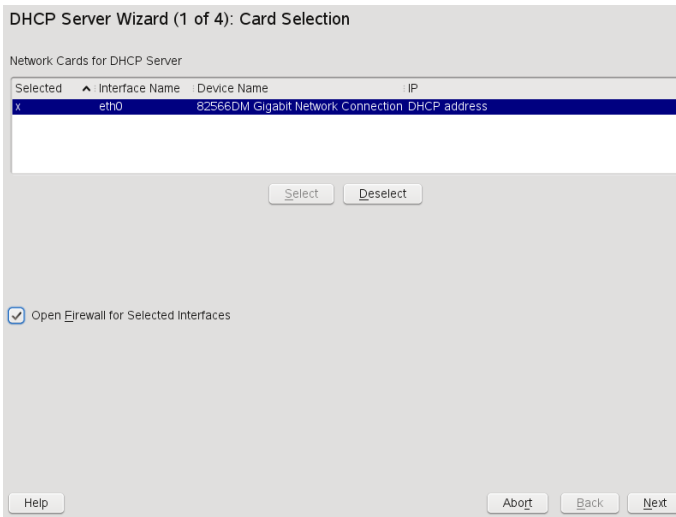 DHCP Server Wizard (1 of 4): Card Selection
Network Cards for DHCP Server
Selected Interface Name Device Name IP
x eth0 82566DM Gigabit Network Connection DHCP address
Select Deselect
Open Firewall for Selected Interfaces
Help Abort Back Next